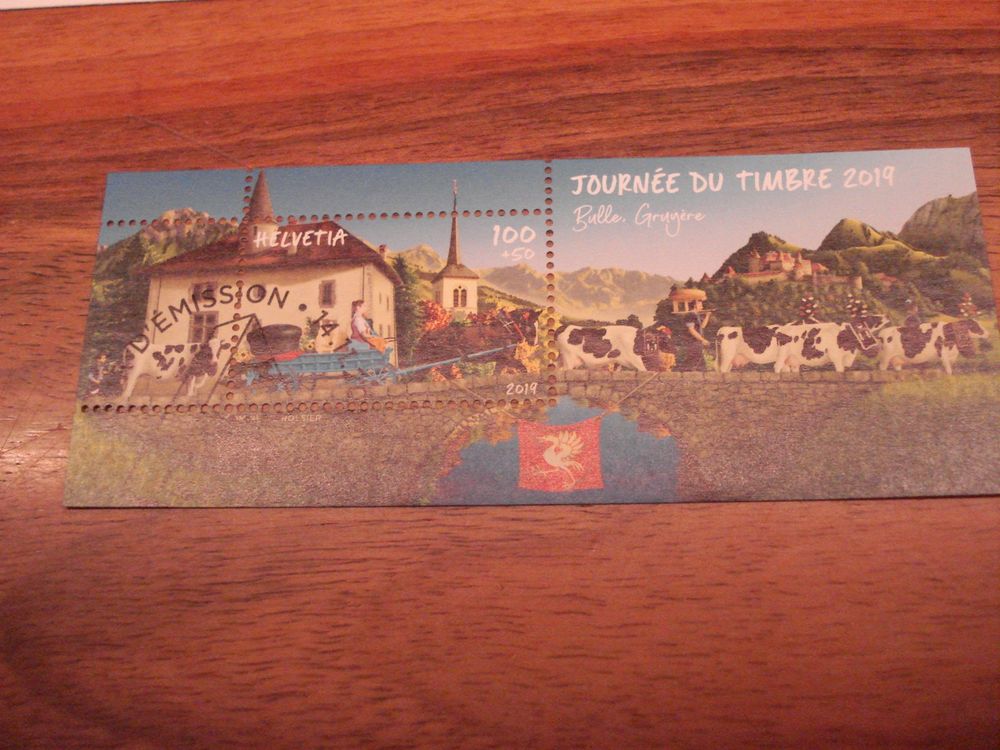 JOURNÉE DU TIMBRE 2019
Bulle, Gruyère
HELVETIA
100
+50
D'ÉMISSION
2019